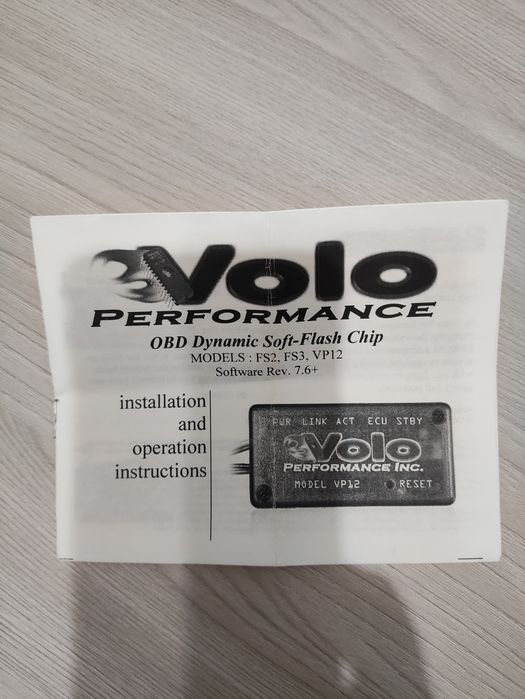 Volo
PERFORMANCE
OBD Dynamic Soft-Flash Chip
MODELS : FS2, FS3, VP12
Software Rev. 7.6+
installation
and
operation
instructions
PWR LINK ACT ECU STBY
Volo
PERFORMANCE INC.
MODEL VP12 RESET